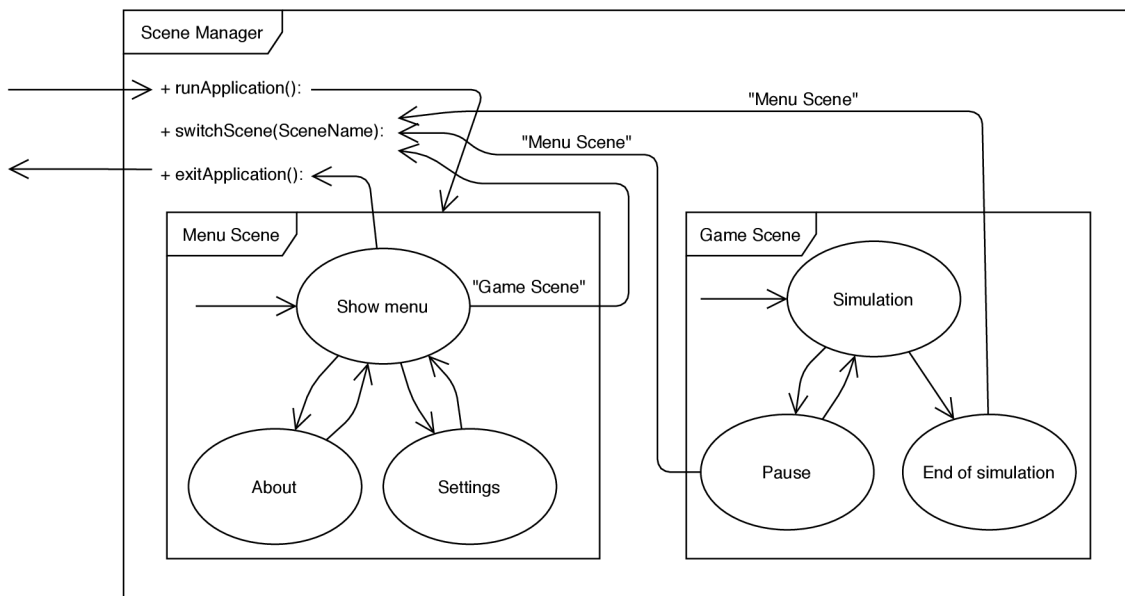 Scene Manager
+ runApplication():
"Menu Scene"
+ switchScene(SceneName):
"Menu Scene"
+ exitApplication():
Menu Scene
Game Scene
"Game Scene"
Show menu
Simulation
About
Settings
Pause
End of simulation